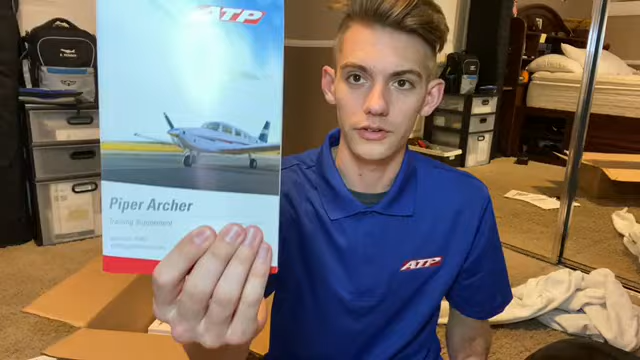 ATP
Piper Archer
Training Supplement
ATP